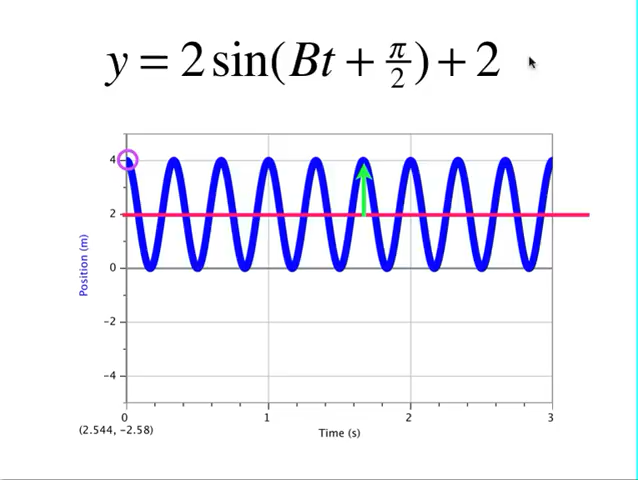 y = 2 sin(Bt + π/2) + 2
4
2
0
−2
−4
Position (m)
0 1 2 3
(2.544, −2.58)
Time (s)